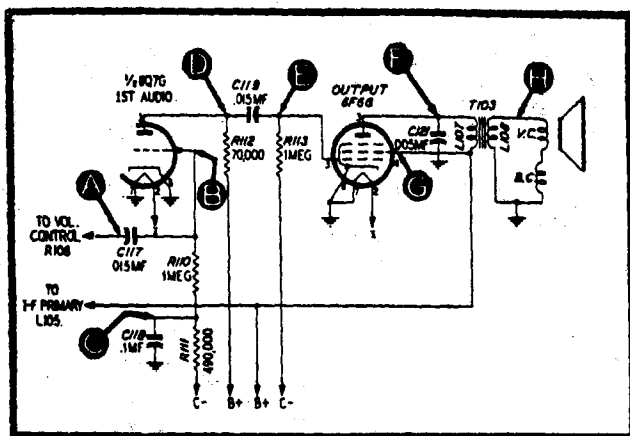 D
C119
.015MF
E
OUTPUT
6F6G
F
T103
H
½ 6Q7G
1ST AUDIO
R112
70,000
R113
1MEG
C121
.005MF
L107
L108
V.C.
B.C.
A
B
G
TO VOL.
CONTROL
R108
C117
.015MF
R110
1MEG
TO
I-F PRIMARY
L105.
C
C118
.1MF
R111
490,000
C-
B+
B+
C-